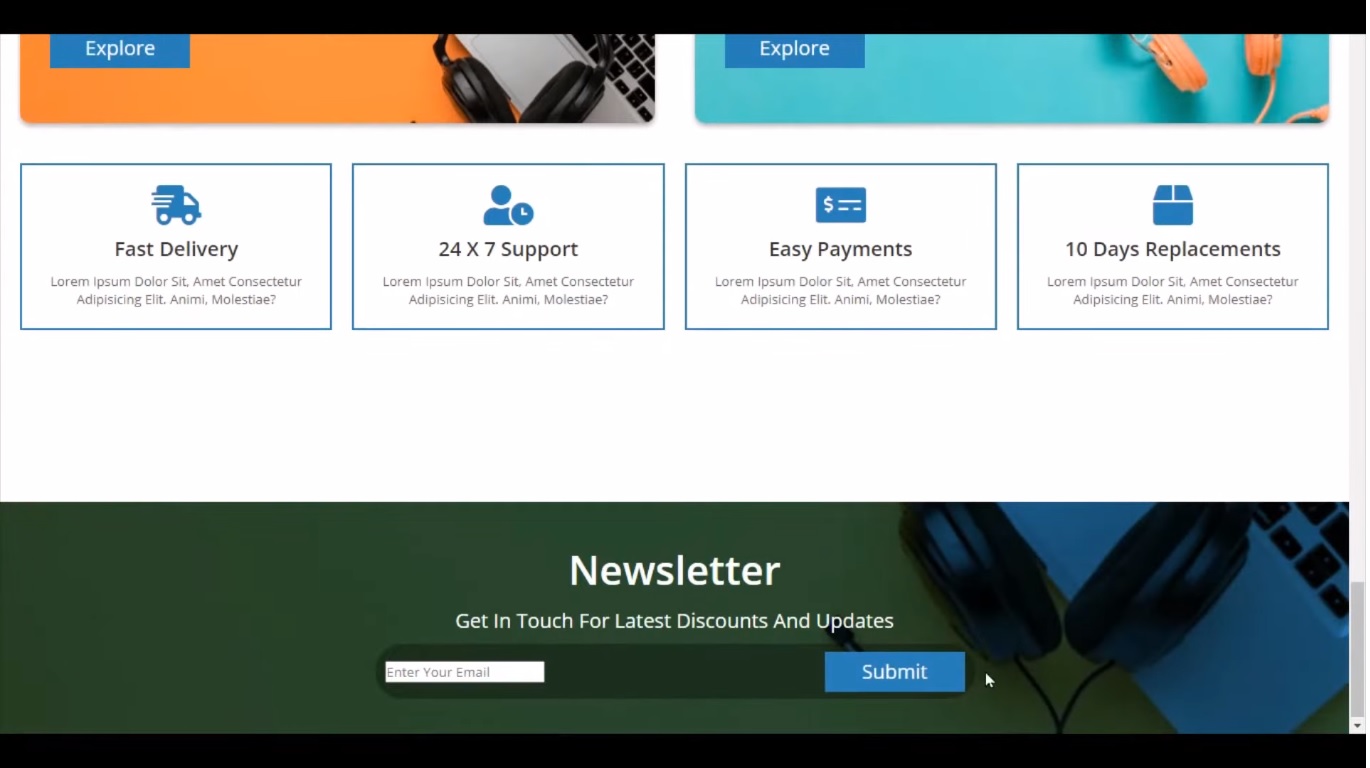 Explore
Explore
Fast Delivery
Lorem Ipsum Dolor Sit, Amet Consectetur
Adipisicing Elit. Animi, Molestiae?
24 X 7 Support
Lorem Ipsum Dolor Sit, Amet Consectetur
Adipisicing Elit. Animi, Molestiae?
Easy Payments
Lorem Ipsum Dolor Sit, Amet Consectetur
Adipisicing Elit. Animi, Molestiae?
10 Days Replacements
Lorem Ipsum Dolor Sit, Amet Consectetur
Adipisicing Elit. Animi, Molestiae?
Newsletter
Get In Touch For Latest Discounts And Updates
Enter Your Email
Submit